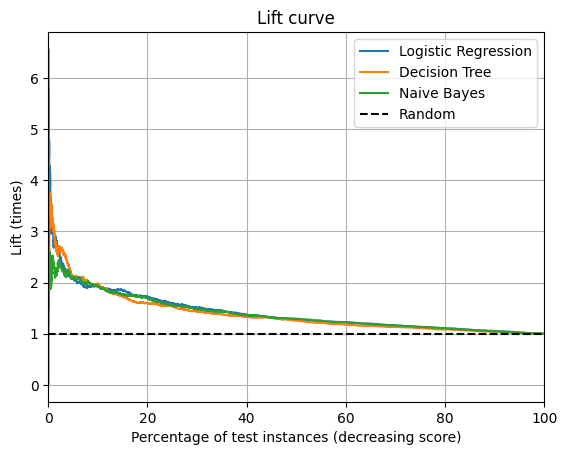 Lift curve
Logistic Regression
Decision Tree
Naive Bayes
Random
Lift (times)
6
5
4
3
2
1
0
0 20 40 60 80 100
Percentage of test instances (decreasing score)